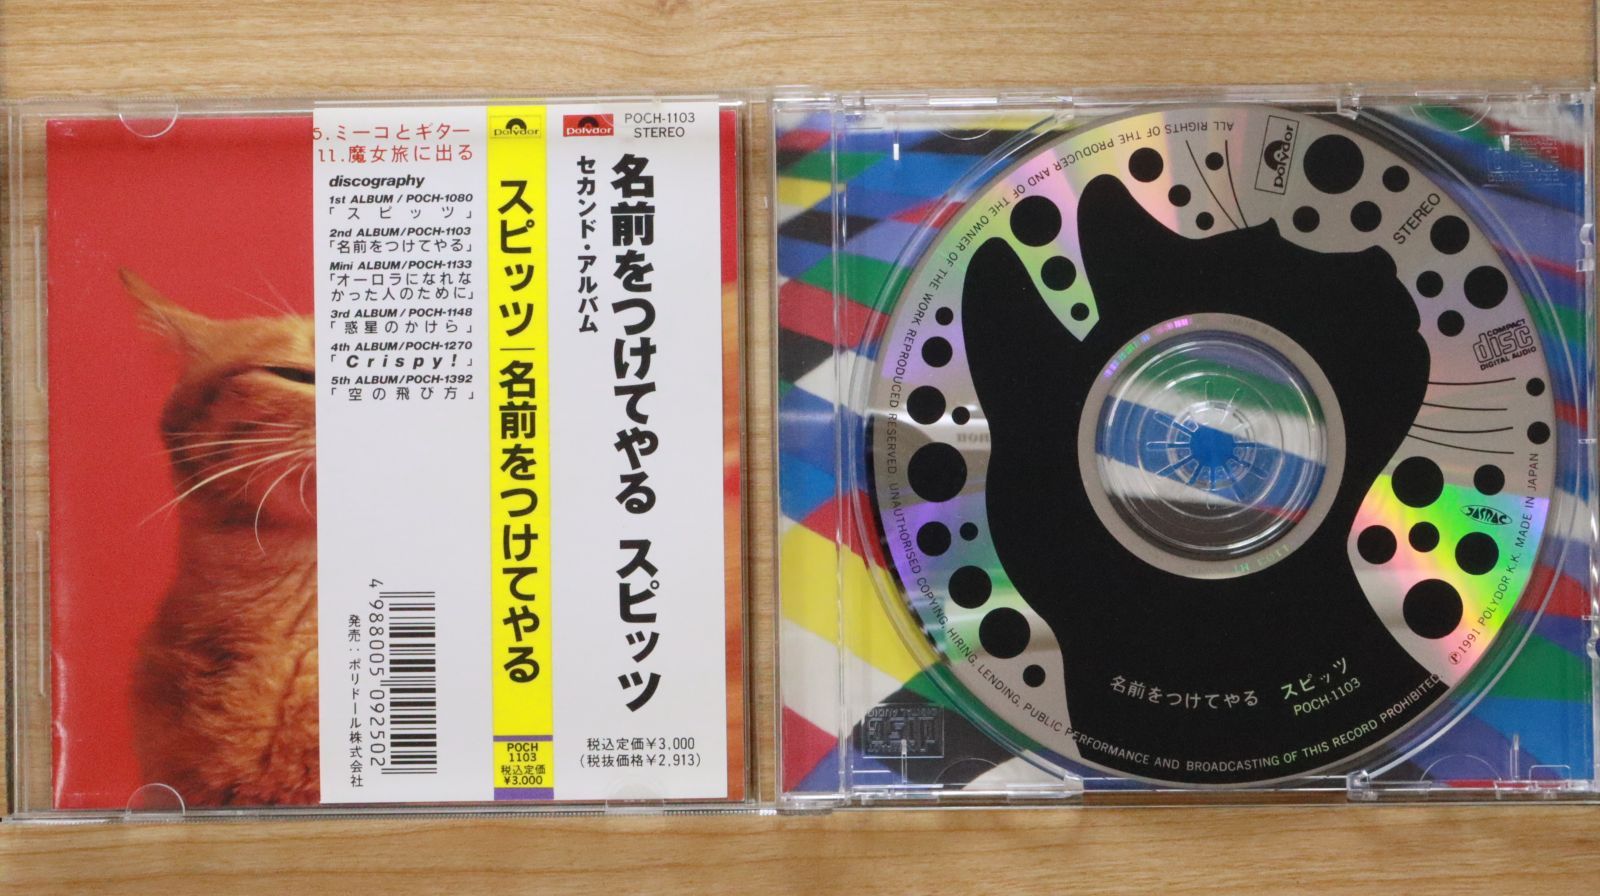 5.ミーコとギター
11.魔女旅に出る
discography
1st ALBUM / POCH-1080
「スピッツ」
2nd ALBUM/POCH-1103
「名前をつけてやる」
Mini ALBUM/POCH-1133
「オーロラになれな
かった人のために」
3rd ALBUM / POCH-1148
「惑星のかけら」
4th ALBUM/POCH-1270
「Crispy!」
5th ALBUM/POCH-1392
「空の飛び方」
4 988005 092502
発売：ポリドール株式会社
Polydor
スピッツ｜名前をつけてやる
POCH
1103
税込定価
¥3,000
Polydor
POCH-1103
STEREO
名前をつけてやる スピッツ
セカンド・アルバム
税込定価¥3,000
(税抜価格¥2,913)
Polydor
STEREO
COMPACT
disc
DIGITAL AUDIO
JASRAC
名前をつけてやる スピッツ
POCH-1103
ALL RIGHTS OF THE PRODUCER AND OF THE OWNER OF THE WORK REPRODUCED RESERVED. UNAUTHORISED COPYING, HIRING, LENDING, PUBLIC PERFORMANCE AND BROADCASTING OF THIS RECORD PROHIBITED. ℗1991 POLYDOR K.K. MADE IN JAPAN